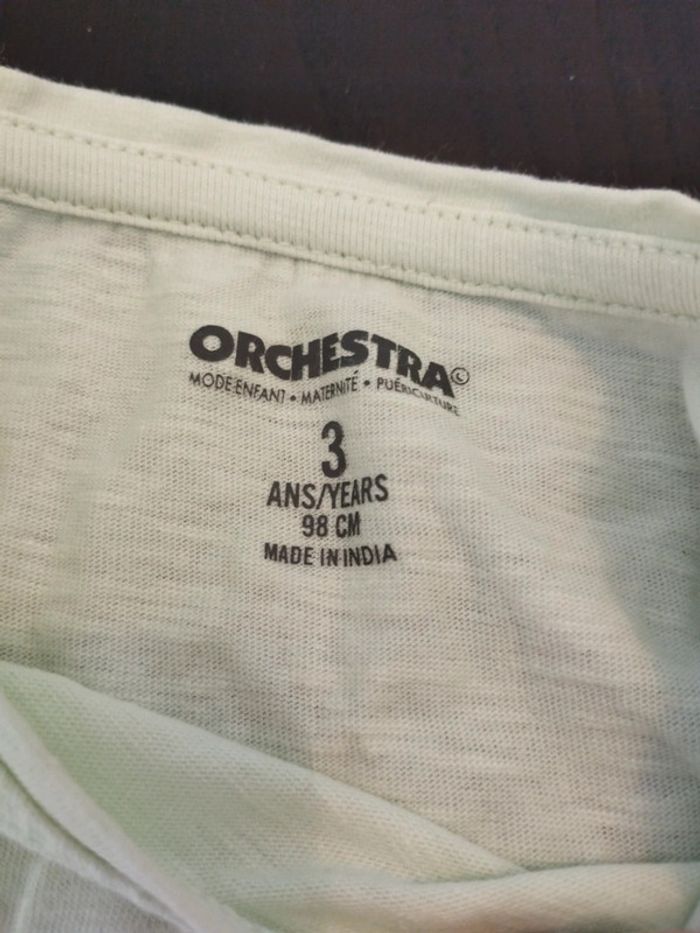 ORCHESTRA©
MODE ENFANT • MATERNITÉ • PUÉRICULTURE
3
ANS/YEARS
98 CM
MADE IN INDIA